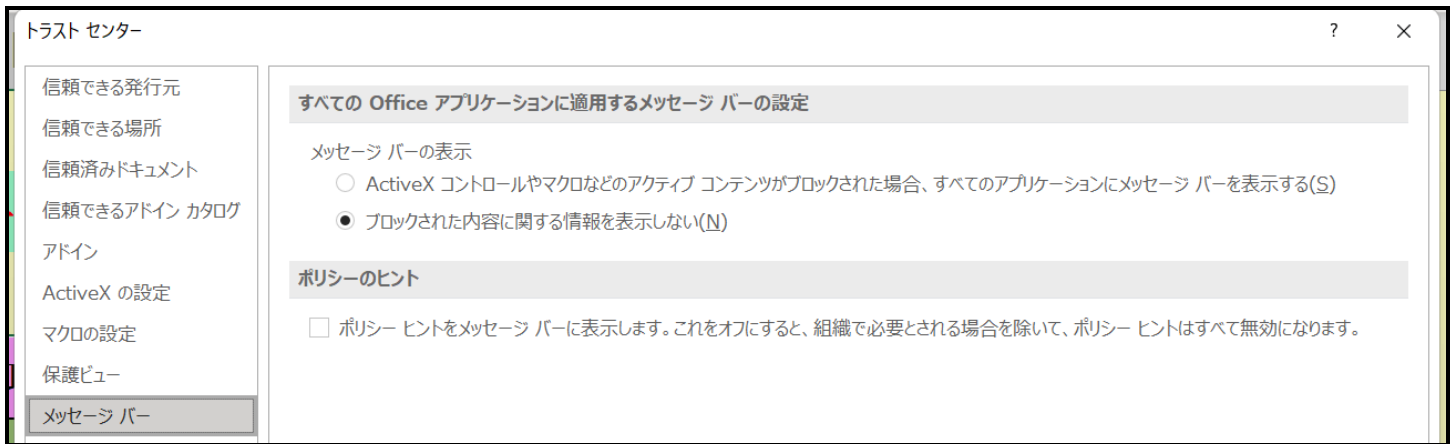 トラスト センター
?
×
信頼できる発行元
信頼できる場所
信頼済みドキュメント
信頼できるアドイン カタログ
アドイン
ActiveX の設定
マクロの設定
保護ビュー
メッセージ バー
すべての Office アプリケーションに適用するメッセージ バーの設定
メッセージ バーの表示
ActiveX コントロールやマクロなどのアクティブ コンテンツがブロックされた場合、すべてのアプリケーションにメッセージ バーを表示する(S)
ブロックされた内容に関する情報を表示しない(N)
ポリシーのヒント
ポリシー ヒントをメッセージ バーに表示します。これをオフにすると、組織で必要とされる場合を除いて、ポリシー ヒントはすべて無効になります。